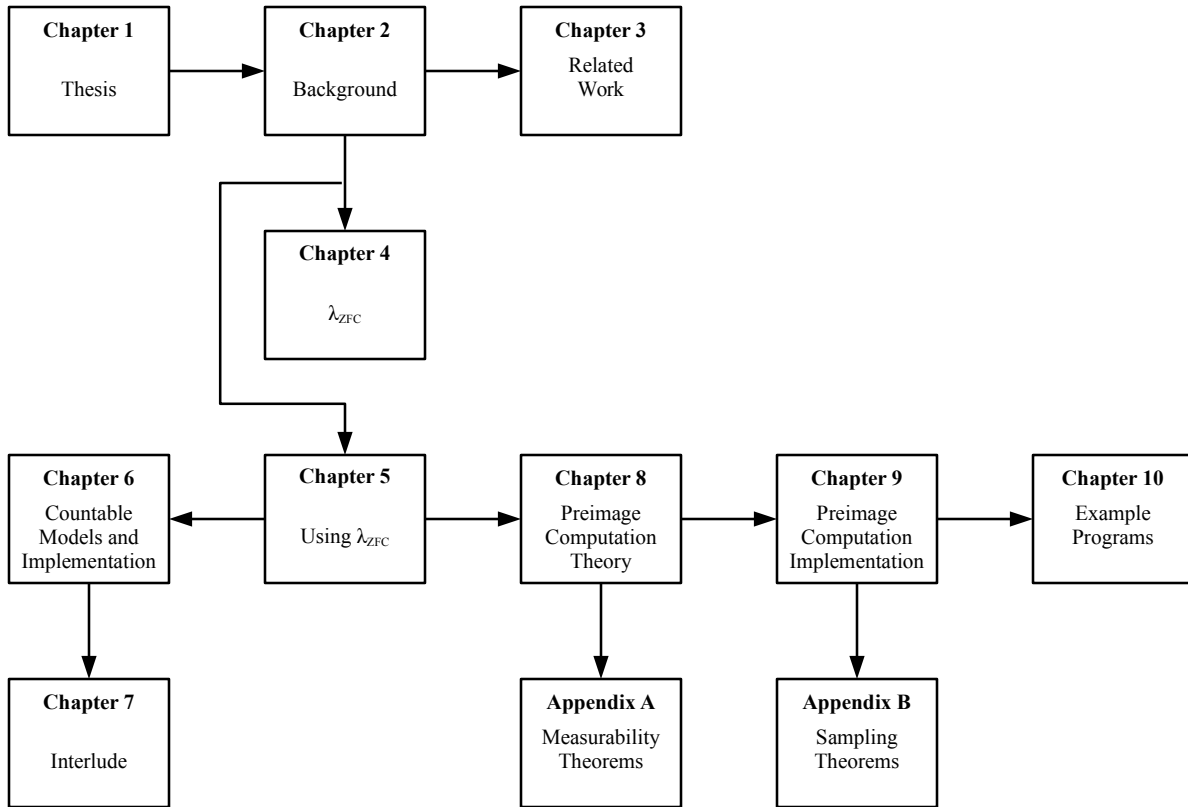 Chapter 1
Thesis
Chapter 2
Background
Chapter 3
Related
Work
Chapter 4
λZFC
Chapter 6
Countable
Models and
Implementation
Chapter 5
Using λZFC
Chapter 8
Preimage
Computation
Theory
Chapter 9
Preimage
Computation
Implementation
Chapter 10
Example
Programs
Chapter 7
Interlude
Appendix A
Measurability
Theorems
Appendix B
Sampling
Theorems